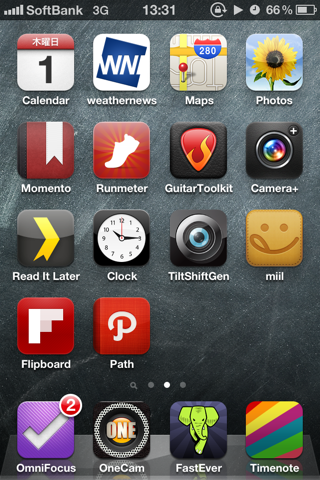 SoftBank 3G 13:31 66%
木曜日
1
WNI
280
Calendar weathernews Maps Photos
Momento Runmeter GuitarToolkit Camera+
Read It Later Clock TiltShiftGen miil
Flipboard Path
2
ONE
OmniFocus OneCam FastEver Timenote